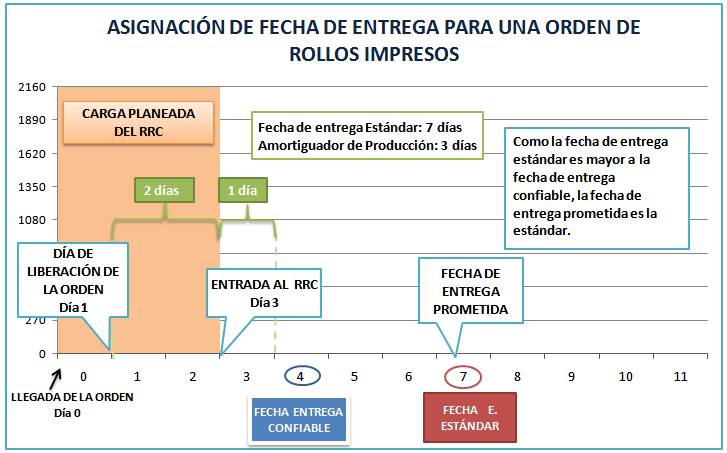 ASIGNACIÓN DE FECHA DE ENTREGA PARA UNA ORDEN DE
ROLLOS IMPRESOS
2160
1890
1620
1350
1080
270
0
CARGA PLANEADA
DEL RRC
Fecha de entrega Estándar: 7 días
Amortiguador de Producción: 3 días
Como la fecha de entrega
estándar es mayor a la
fecha de entrega
confiable, la fecha de
entrega prometida es la
estándar.
2 días
1 día
DÍA DE
LIBERACIÓN DE
LA ORDEN
Día 1
ENTRADA AL RRC
Día 3
FECHA DE
ENTREGA
PROMETIDA
0 1 2 3 4 5 6 7 8 9 10 11
LLEGADA DE LA ORDEN
Día 0
FECHA ENTREGA
CONFIABLE
FECHA E.
ESTÁNDAR